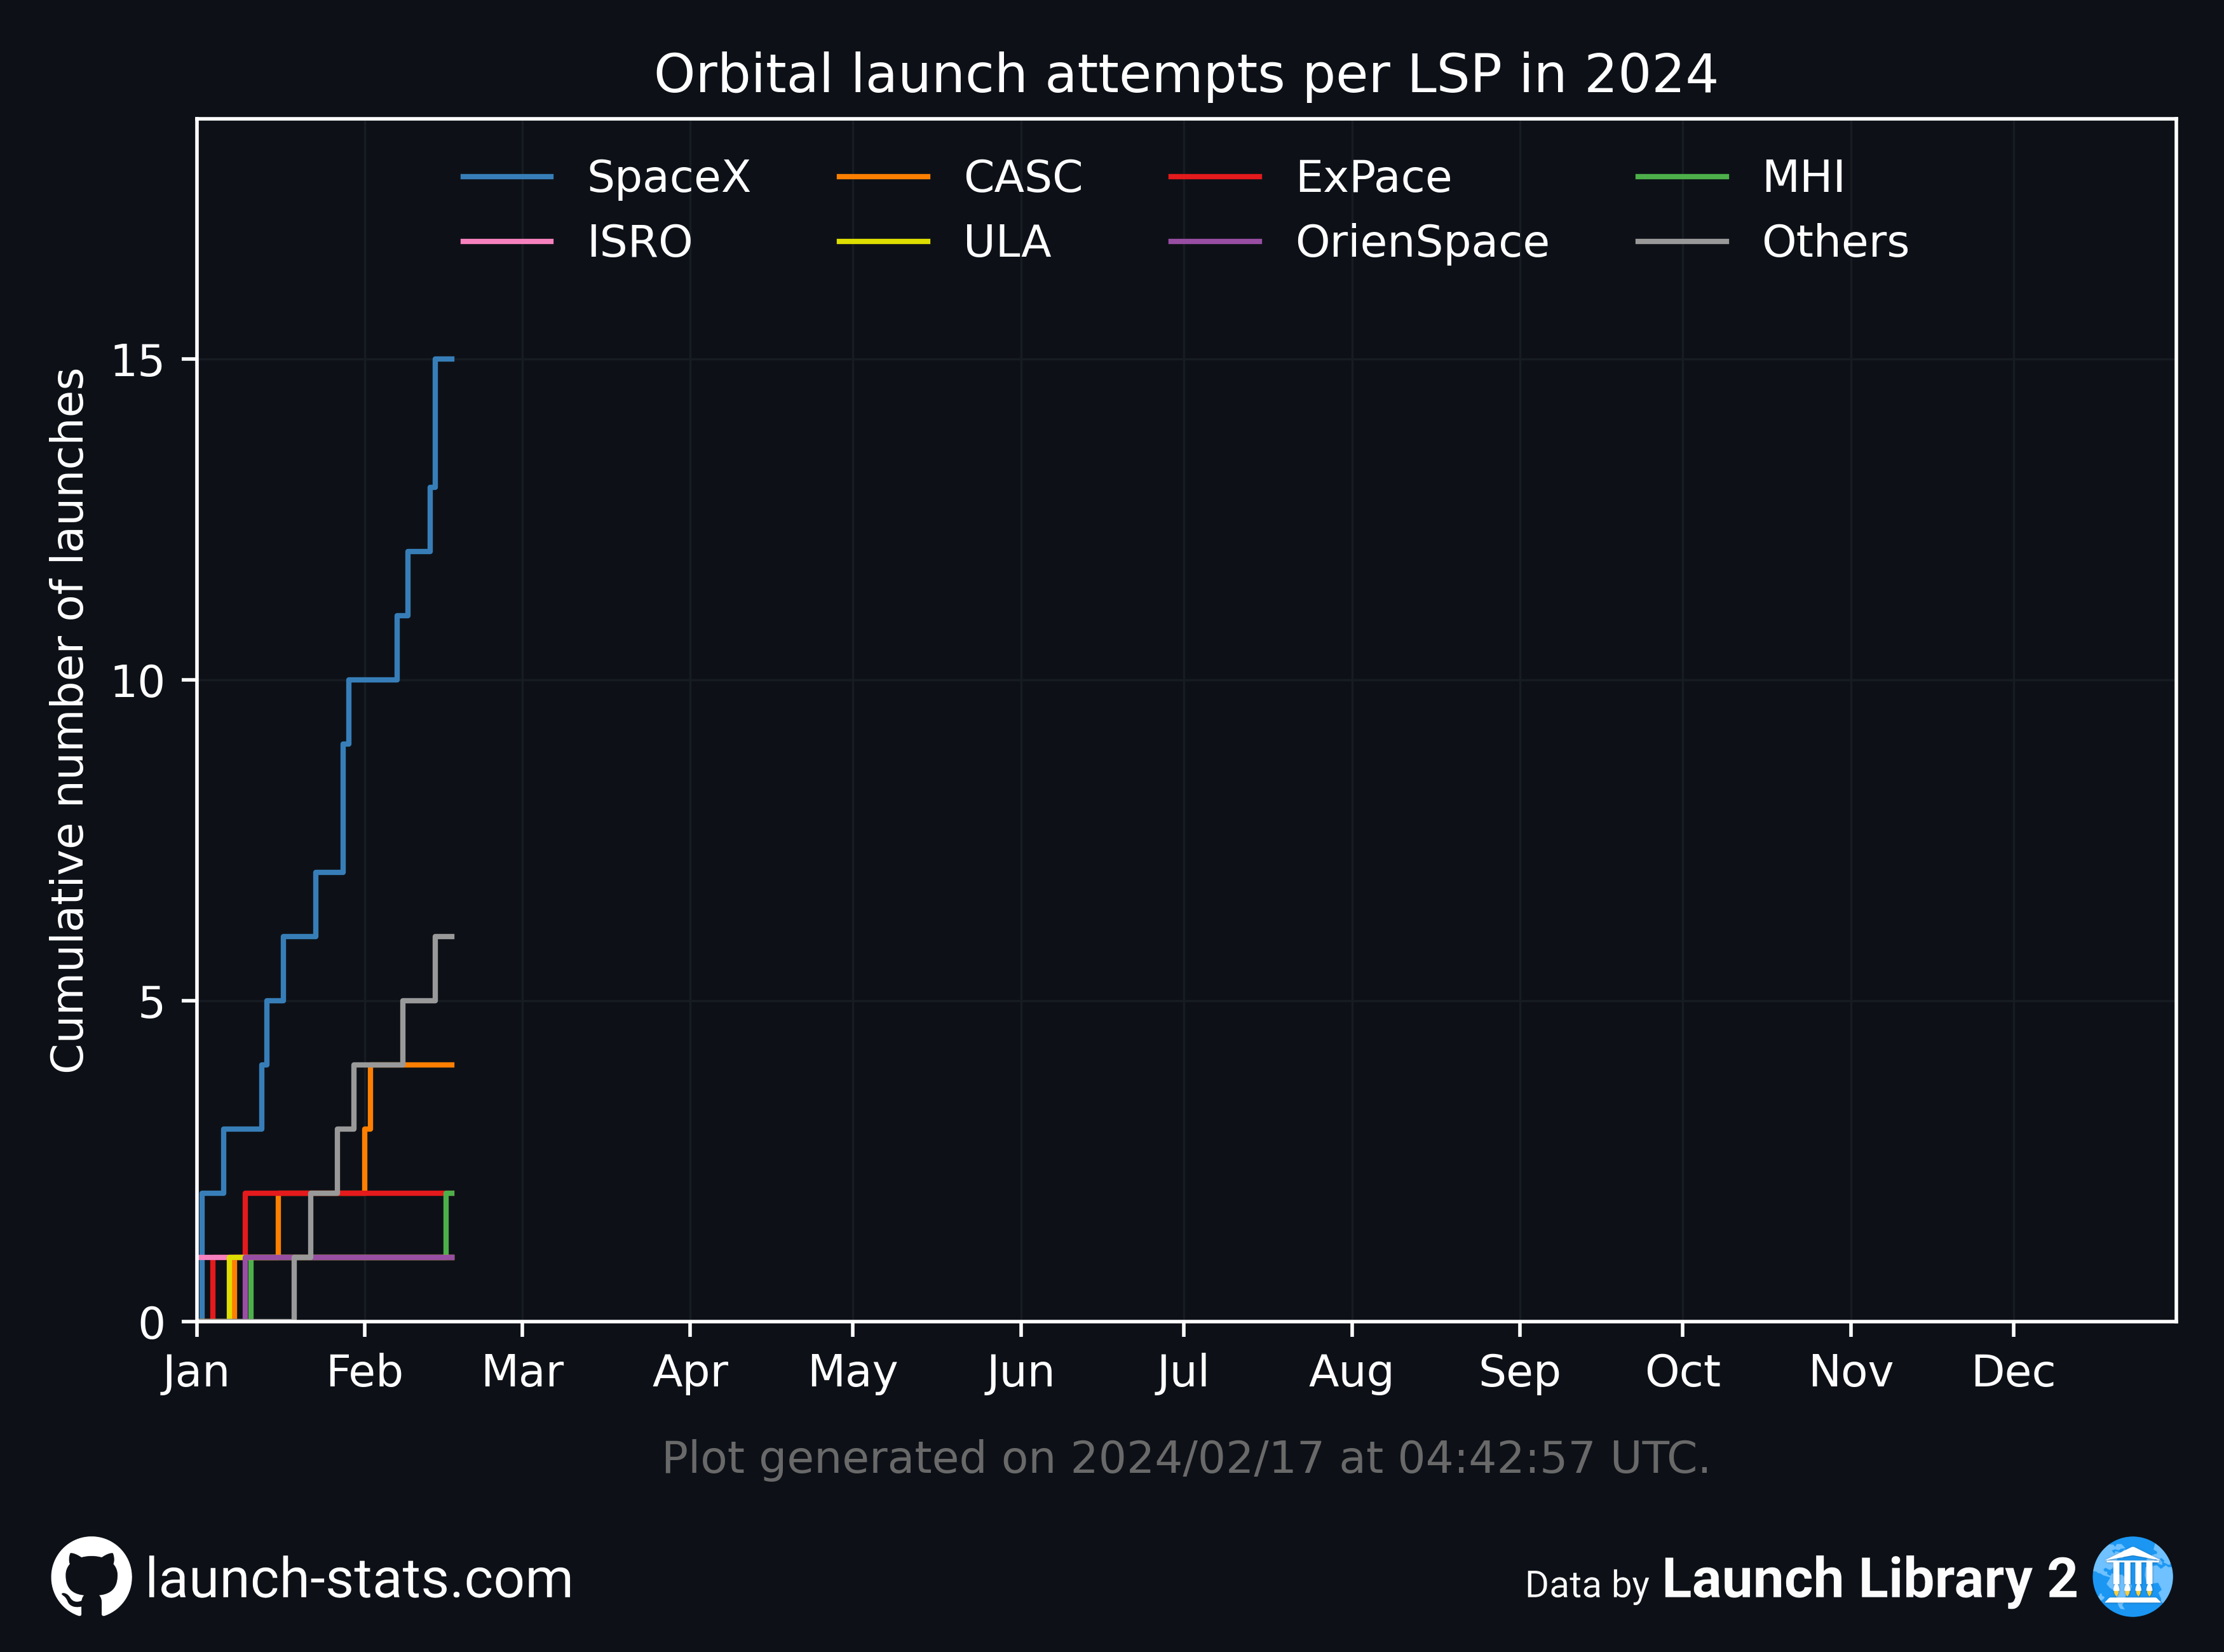 Orbital launch attempts per LSP in 2024
SpaceX CASC ExPace MHI
ISRO ULA OrienSpace Others
Cumulative number of launches
15
10
5
0
Jan Feb Mar Apr May Jun Jul Aug Sep Oct Nov Dec
Plot generated on 2024/02/17 at 04:42:57 UTC.
launch-stats.com
Data by Launch Library 2